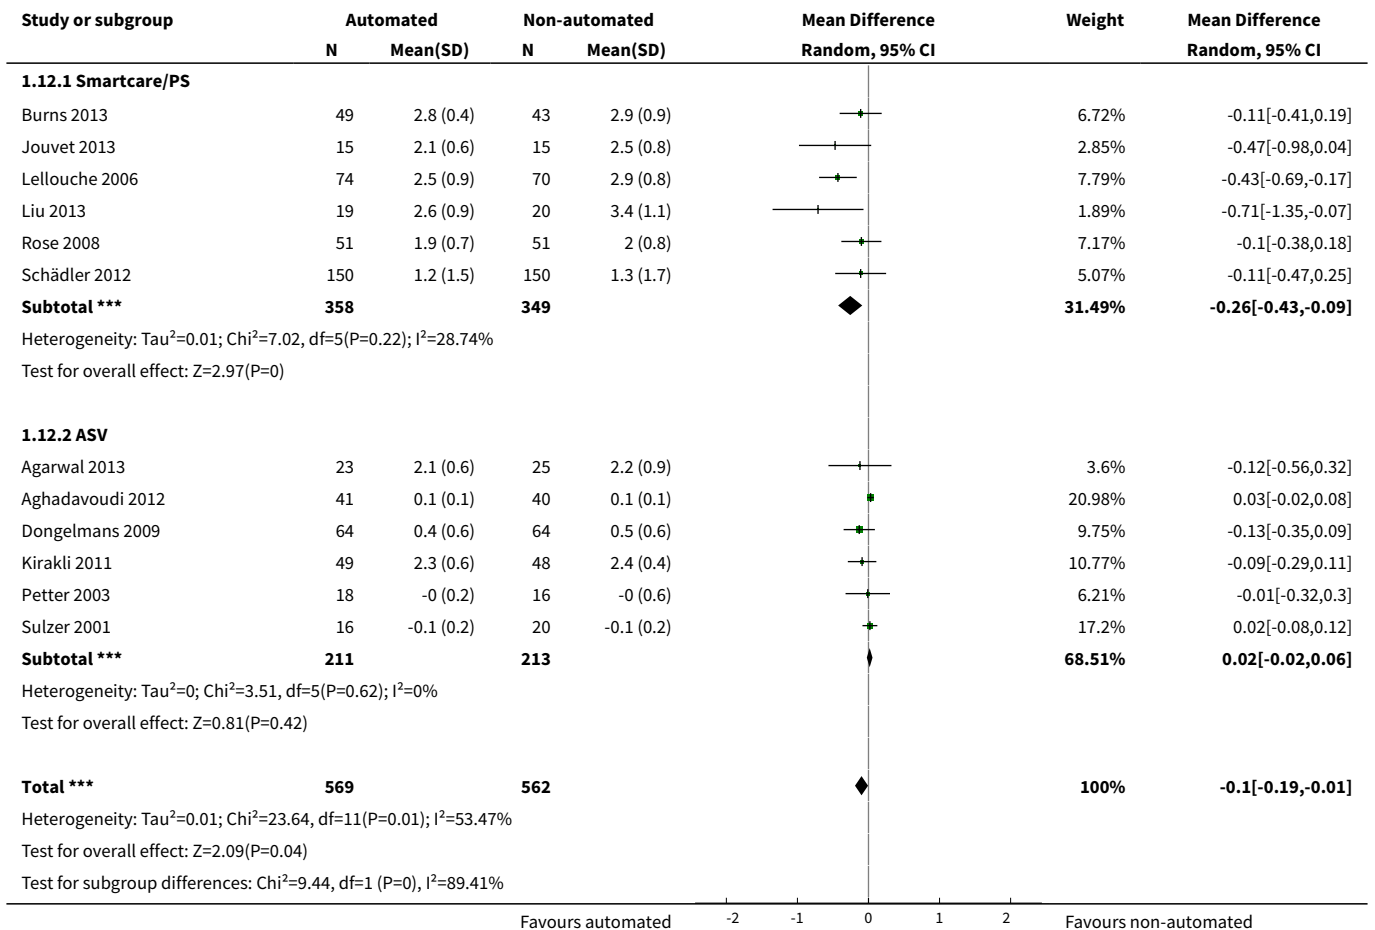 Study or subgroup Automated Non-automated Mean Difference Weight Mean Difference
N Mean(SD) N Mean(SD) Random, 95% CI Random, 95% CI
1.12.1 Smartcare/PS
Burns 2013 49 2.8 (0.4) 43 2.9 (0.9) 6.72% -0.11[-0.41,0.19]
Jouvet 2013 15 2.1 (0.6) 15 2.5 (0.8) 2.85% -0.47[-0.98,0.04]
Lellouche 2006 74 2.5 (0.9) 70 2.9 (0.8) 7.79% -0.43[-0.69,-0.17]
Liu 2013 19 2.6 (0.9) 20 3.4 (1.1) 1.89% -0.71[-1.35,-0.07]
Rose 2008 51 1.9 (0.7) 51 2 (0.8) 7.17% -0.1[-0.38,0.18]
Schädler 2012 150 1.2 (1.5) 150 1.3 (1.7) 5.07% -0.11[-0.47,0.25]
Subtotal *** 358 349 31.49% -0.26[-0.43,-0.09]
Heterogeneity: Tau²=0.01; Chi²=7.02, df=5(P=0.22); I²=28.74%
Test for overall effect: Z=2.97(P=0)
1.12.2 ASV
Agarwal 2013 23 2.1 (0.6) 25 2.2 (0.9) 3.6% -0.12[-0.56,0.32]
Aghadavoudi 2012 41 0.1 (0.1) 40 0.1 (0.1) 20.98% 0.03[-0.02,0.08]
Dongelmans 2009 64 0.4 (0.6) 64 0.5 (0.6) 9.75% -0.13[-0.35,0.09]
Kirakli 2011 49 2.3 (0.6) 48 2.4 (0.4) 10.77% -0.09[-0.29,0.11]
Petter 2003 18 -0 (0.2) 16 -0 (0.6) 6.21% -0.01[-0.32,0.3]
Sulzer 2001 16 -0.1 (0.2) 20 -0.1 (0.2) 17.2% 0.02[-0.08,0.12]
Subtotal *** 211 213 68.51% 0.02[-0.02,0.06]
Heterogeneity: Tau²=0; Chi²=3.51, df=5(P=0.62); I²=0%
Test for overall effect: Z=0.81(P=0.42)
Total *** 569 562 100% -0.1[-0.19,-0.01]
Heterogeneity: Tau²=0.01; Chi²=23.64, df=11(P=0.01); I²=53.47%
Test for overall effect: Z=2.09(P=0.04)
Test for subgroup differences: Chi²=9.44, df=1 (P=0), I²=89.41%
Favours automated -2 -1 0 1 2 Favours non-automated